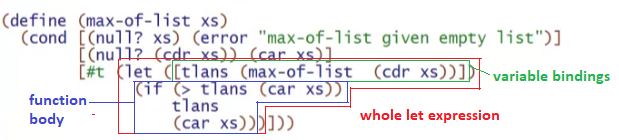 (define (max-of-list xs)
(cond [(null? xs) (error "max-of-list given empty list")]
[(null? (cdr xs)) (car xs)]
[#t (let ([tlans (max-of-list (cdr xs))])
variable bindings
function
body
(if (> tlans (car xs))
tlans
(car xs)))]))
whole let expression